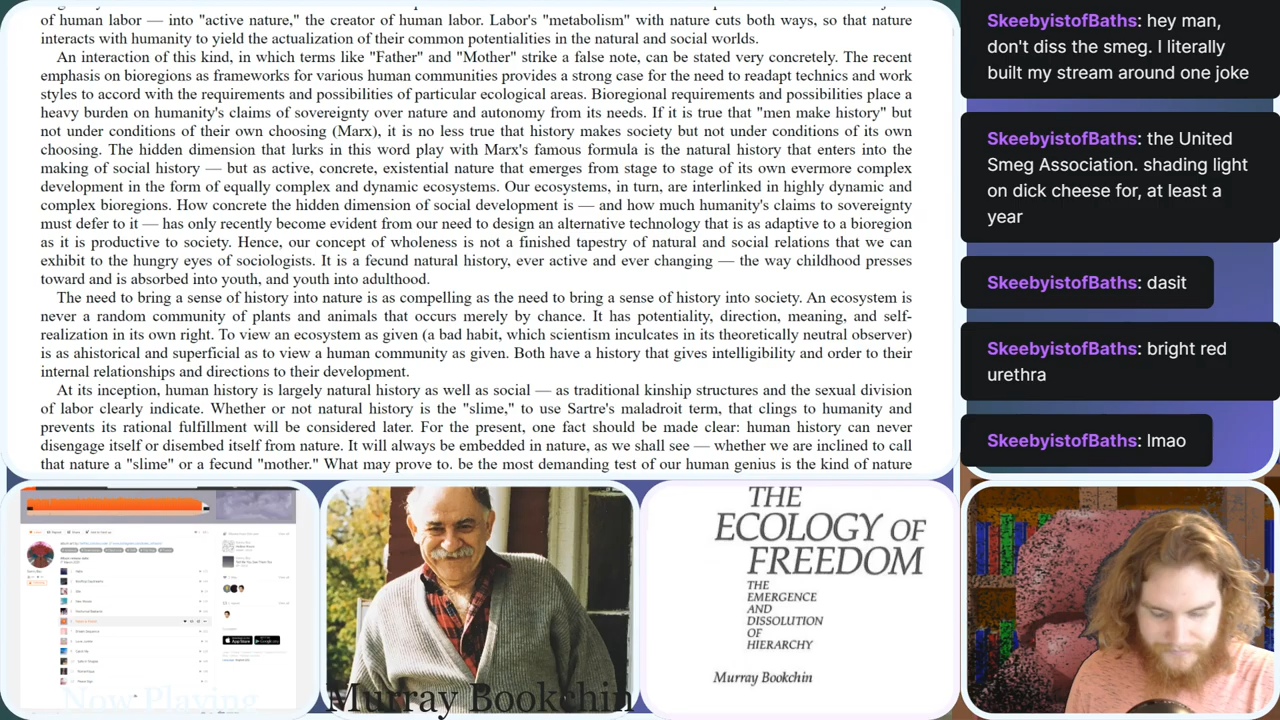 of human labor — into "active nature," the creator of human labor. Labor's "metabolism" with nature cuts both ways, so that nature
interacts with humanity to yield the actualization of their common potentialities in the natural and social worlds.
An interaction of this kind, in which terms like "Father" and "Mother" strike a false note, can be stated very concretely. The recent
emphasis on bioregions as frameworks for various human communities provides a strong case for the need to readapt technics and work
styles to accord with the requirements and possibilities of particular ecological areas. Bioregional requirements and possibilities place a
heavy burden on humanity's claims of sovereignty over nature and autonomy from its needs. If it is true that "men make history" but
not under conditions of their own choosing (Marx), it is no less true that history makes society but not under conditions of its own
choosing. The hidden dimension that lurks in this word play with Marx's famous formula is the natural history that enters into the
making of social history — but as active, concrete, existential nature that emerges from stage to stage of its own evermore complex
development in the form of equally complex and dynamic ecosystems. Our ecosystems, in turn, are interlinked in highly dynamic and
complex bioregions. How concrete the hidden dimension of social development is — and how much humanity's claims to sovereignty
must defer to it — has only recently become evident from our need to design an alternative technology that is as adaptive to a bioregion
as it is productive to society. Hence, our concept of wholeness is not a finished tapestry of natural and social relations that we can
exhibit to the hungry eyes of sociologists. It is a fecund natural history, ever active and ever changing — the way childhood presses
toward and is absorbed into youth, and youth into adulthood.
The need to bring a sense of history into nature is as compelling as the need to bring a sense of history into society. An ecosystem is
never a random community of plants and animals that occurs merely by chance. It has potentiality, direction, meaning, and self-
realization in its own right. To view an ecosystem as given (a bad habit, which scientism inculcates in its theoretically neutral observer)
is as ahistorical and superficial as to view a human community as given. Both have a history that gives intelligibility and order to their
internal relationships and directions to their development.
At its inception, human history is largely natural history as well as social — as traditional kinship structures and the sexual division
of labor clearly indicate. Whether or not natural history is the "slime," to use Sartre's maladroit term, that clings to humanity and
prevents its rational fulfillment will be considered later. For the present, one fact should be made clear: human history can never
disengage itself or disembed itself from nature. It will always be embedded in nature, as we shall see — whether we are inclined to call
that nature a "slime" or a fecund "mother." What may prove to. be the most demanding test of our human genius is the kind of nature
SkeebyistofBaths: hey man,
don't diss the smeg. I literally
built my stream around one joke
SkeebyistofBaths: the United
Smeg Association. shading light
on dick cheese for, at least a
year
SkeebyistofBaths: dasit
SkeebyistofBaths: bright red
urethra
SkeebyistofBaths: lmao
Now Playing
Murray Bookchin
THE
ECOLOGY OF
FREEDOM
THE
EMERGENCE
AND
DISSOLUTION
OF
HIERARCHY
Murray Bookchin